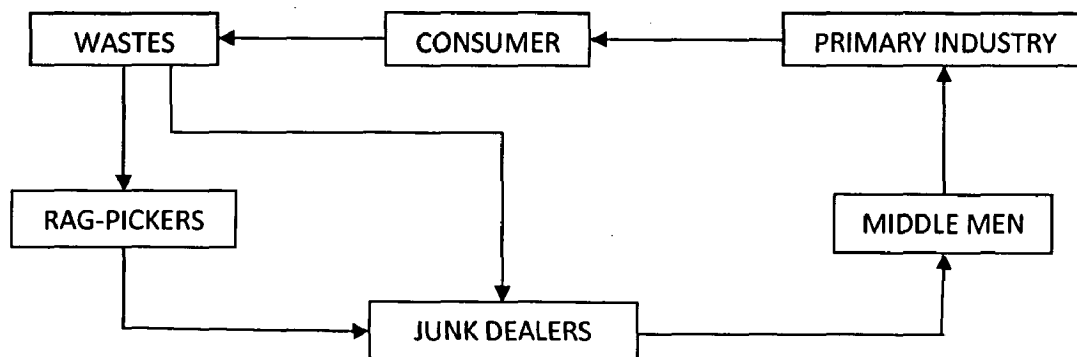 WASTES
CONSUMER
PRIMARY INDUSTRY
RAG-PICKERS
MIDDLE MEN
JUNK DEALERS